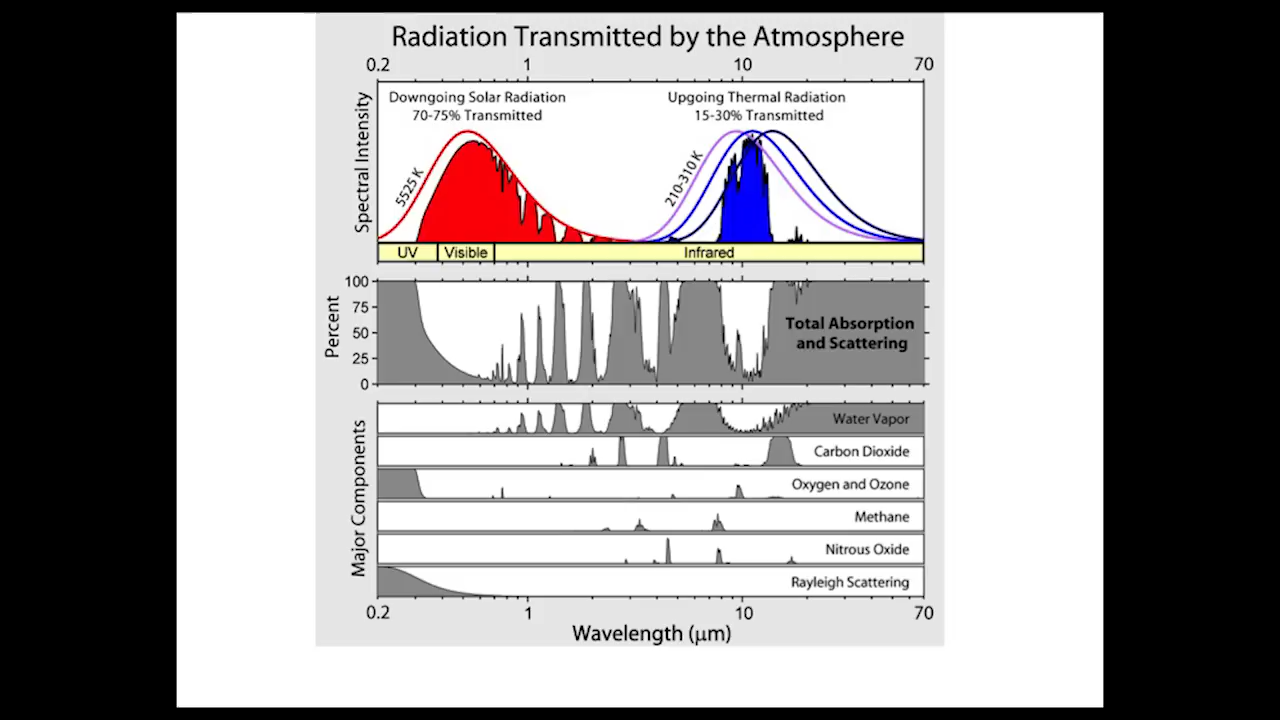 Radiation Transmitted by the Atmosphere
0.2 1 10 70
Spectral Intensity
Downgoing Solar Radiation
70-75% Transmitted
Upgoing Thermal Radiation
15-30% Transmitted
5525 K
210-310 K
UV Visible Infrared
Percent
100
75
50
25
0
Total Absorption
and Scattering
Major Components
Water Vapor
Carbon Dioxide
Oxygen and Ozone
Methane
Nitrous Oxide
Rayleigh Scattering
0.2 1 10 70
Wavelength (μm)